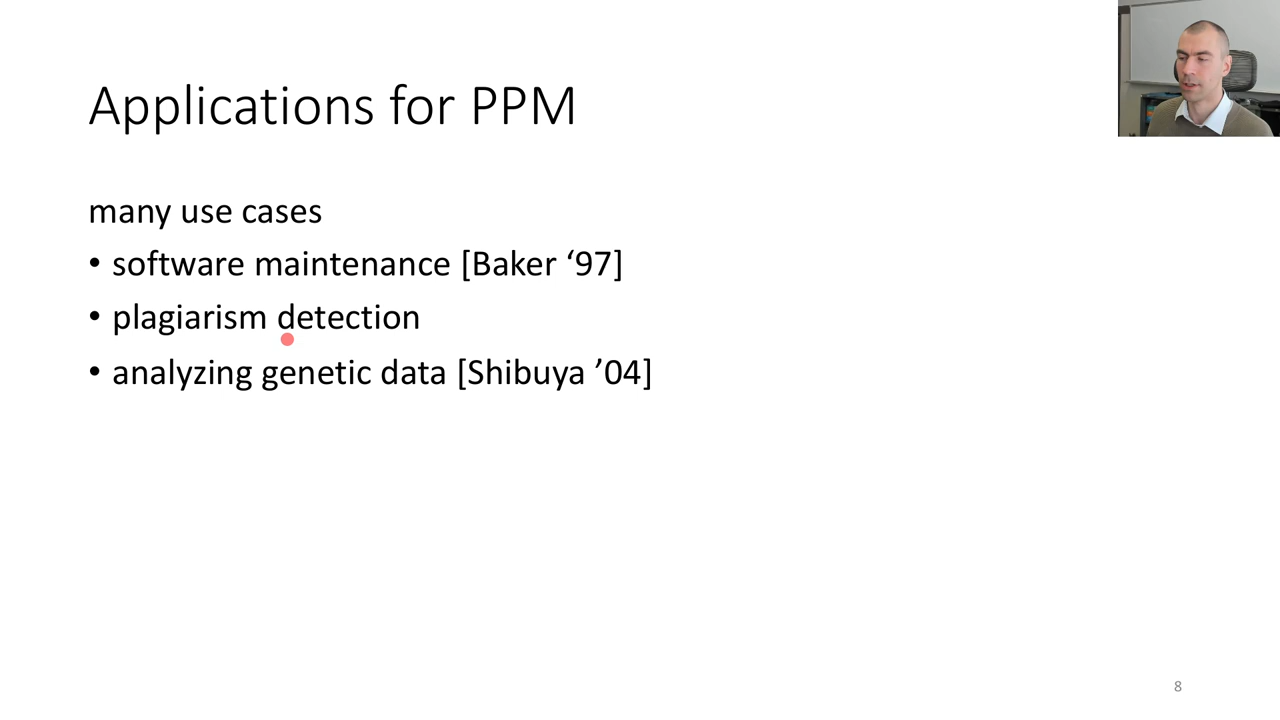 Applications for PPM
many use cases
• software maintenance [Baker ‘97]
• plagiarism detection
• analyzing genetic data [Shibuya ’04]
8